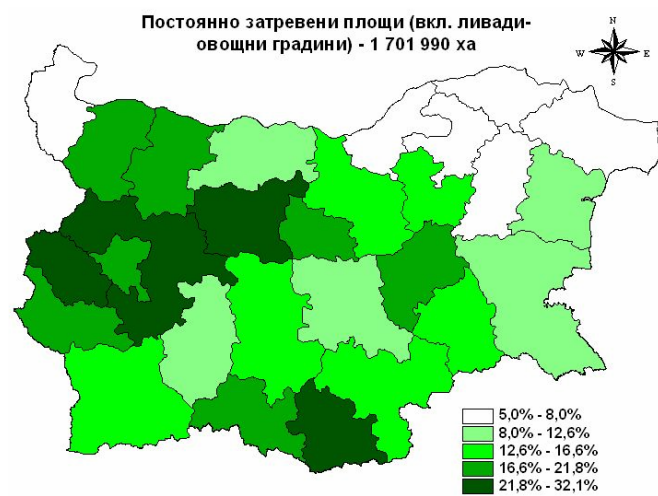 Постоянно затревени площи (вкл. ливади-
овощни градини) - 1 701 990 ха
N
W E
S
5,0% - 8,0%
8,0% - 12,6%
12,6% - 16,6%
16,6% - 21,8%
21,8% - 32,1%